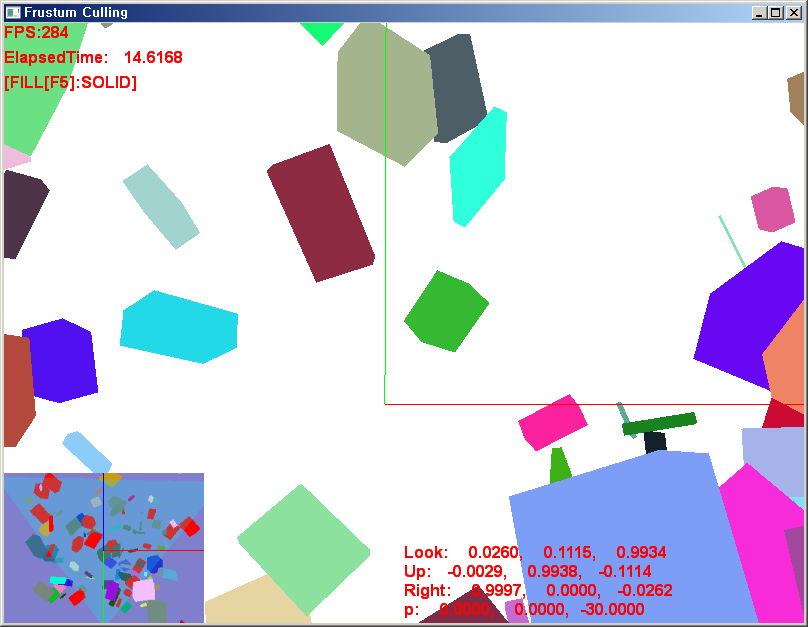 Frustum Culling
FPS:284
ElapsedTime: 14.6168
[FILL[F5]:SOLID]
Look: 0.0260, 0.1115, 0.9934
Up: -0.0029, 0.9938, -0.1114
Right: 0.9997, 0.0000, -0.0262
p: 0.0000, 0.0000, -30.0000